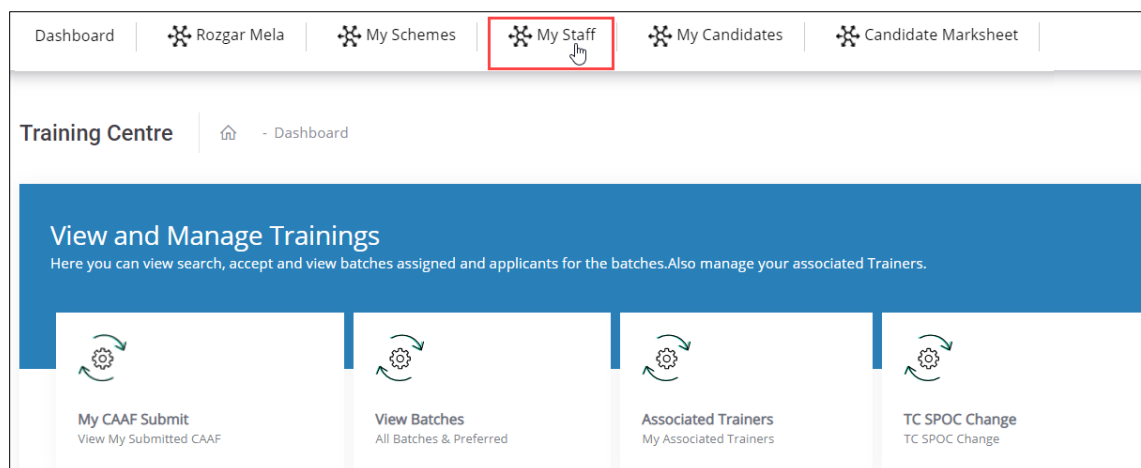 Dashboard Rozgar Mela My Schemes My Staff My Candidates Candidate Marksheet
Training Centre - Dashboard
View and Manage Trainings
Here you can view search, accept and view batches assigned and applicants for the batches.Also manage your associated Trainers.
My CAAF Submit View Batches Associated Trainers TC SPOC Change
View My Submitted CAAF All Batches & Preferred My Associated Trainers TC SPOC Change